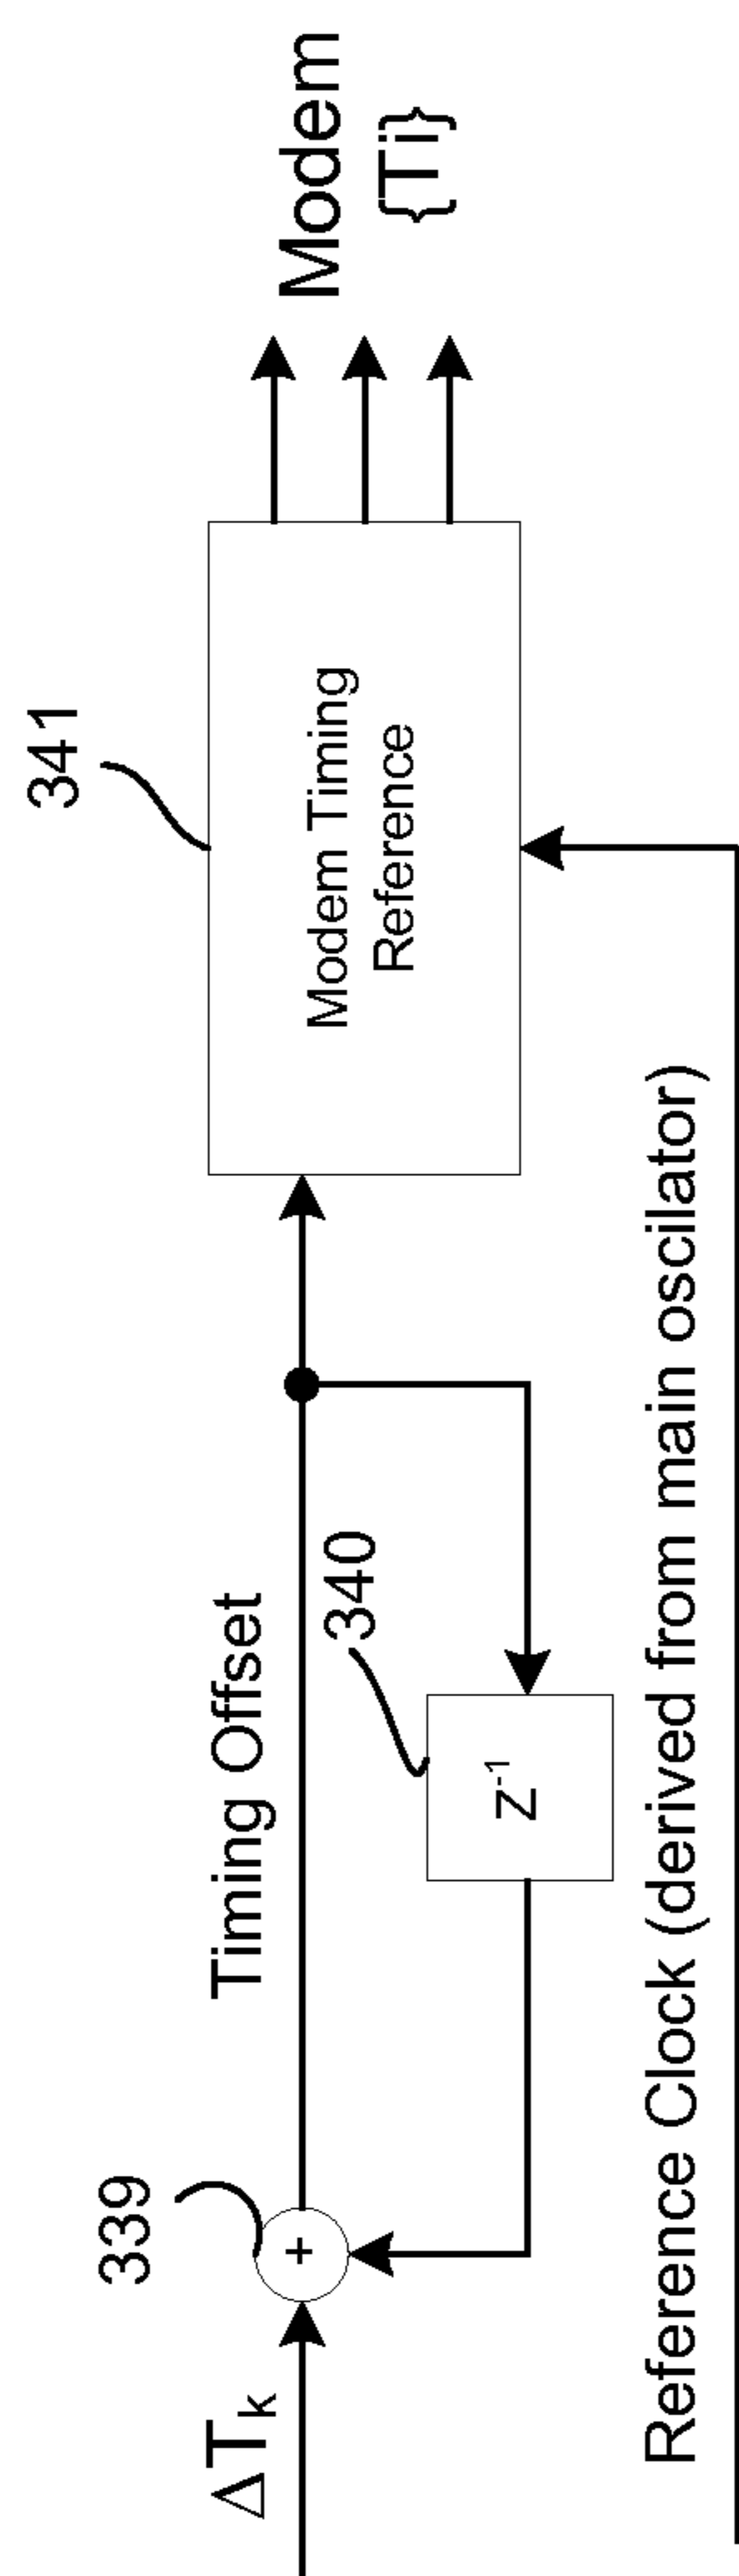 ΔTk
339
Timing Offset
340
Z-1
+
341
Modem Timing
Reference
Modem
{Ti}
Reference Clock (derived from main oscilator)